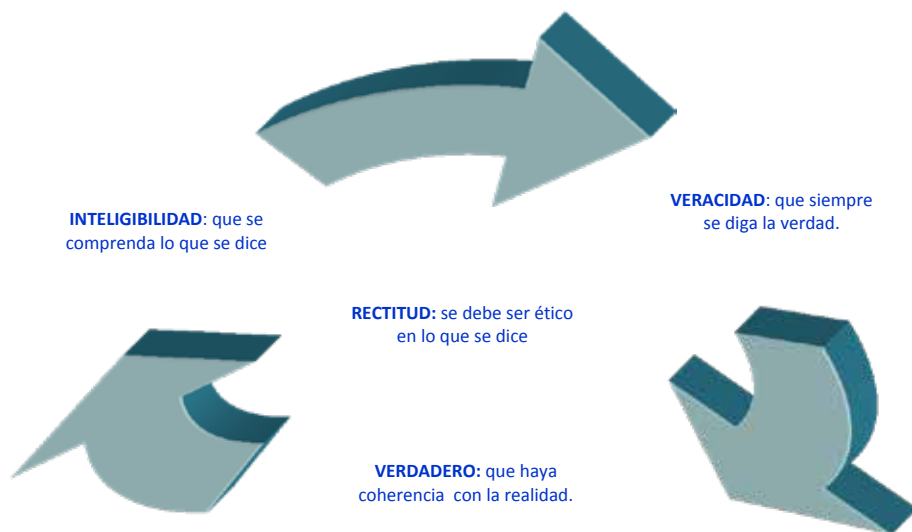 INTELIGIBILIDAD: que se
comprenda lo que se dice
VERACIDAD: que siempre
se diga la verdad.
RECTITUD: se debe ser ético
en lo que se dice
VERDADERO: que haya
coherencia con la realidad.